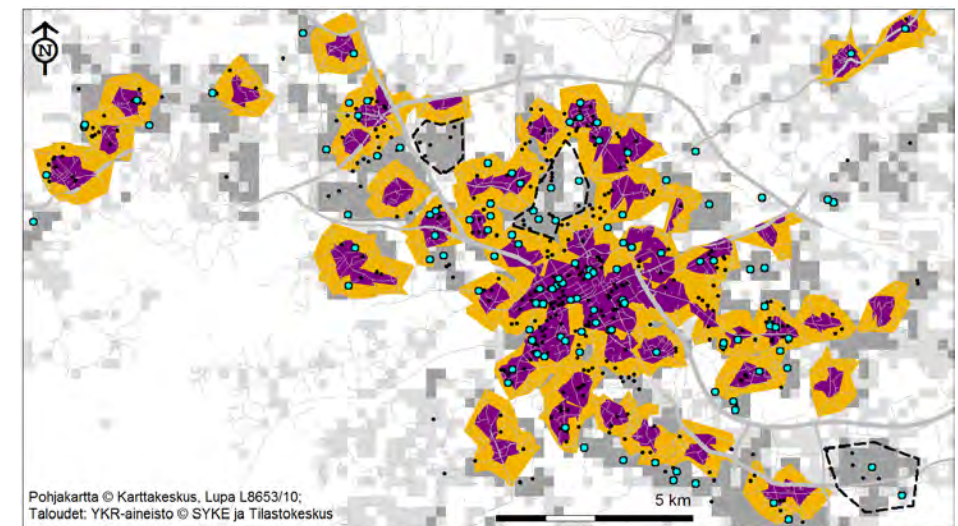 N
5 km
Pohjakartta © Karttakeskus, Lupa L8653/10;
Taloudet: YKR-aineisto © SYKE ja Tilastokeskus